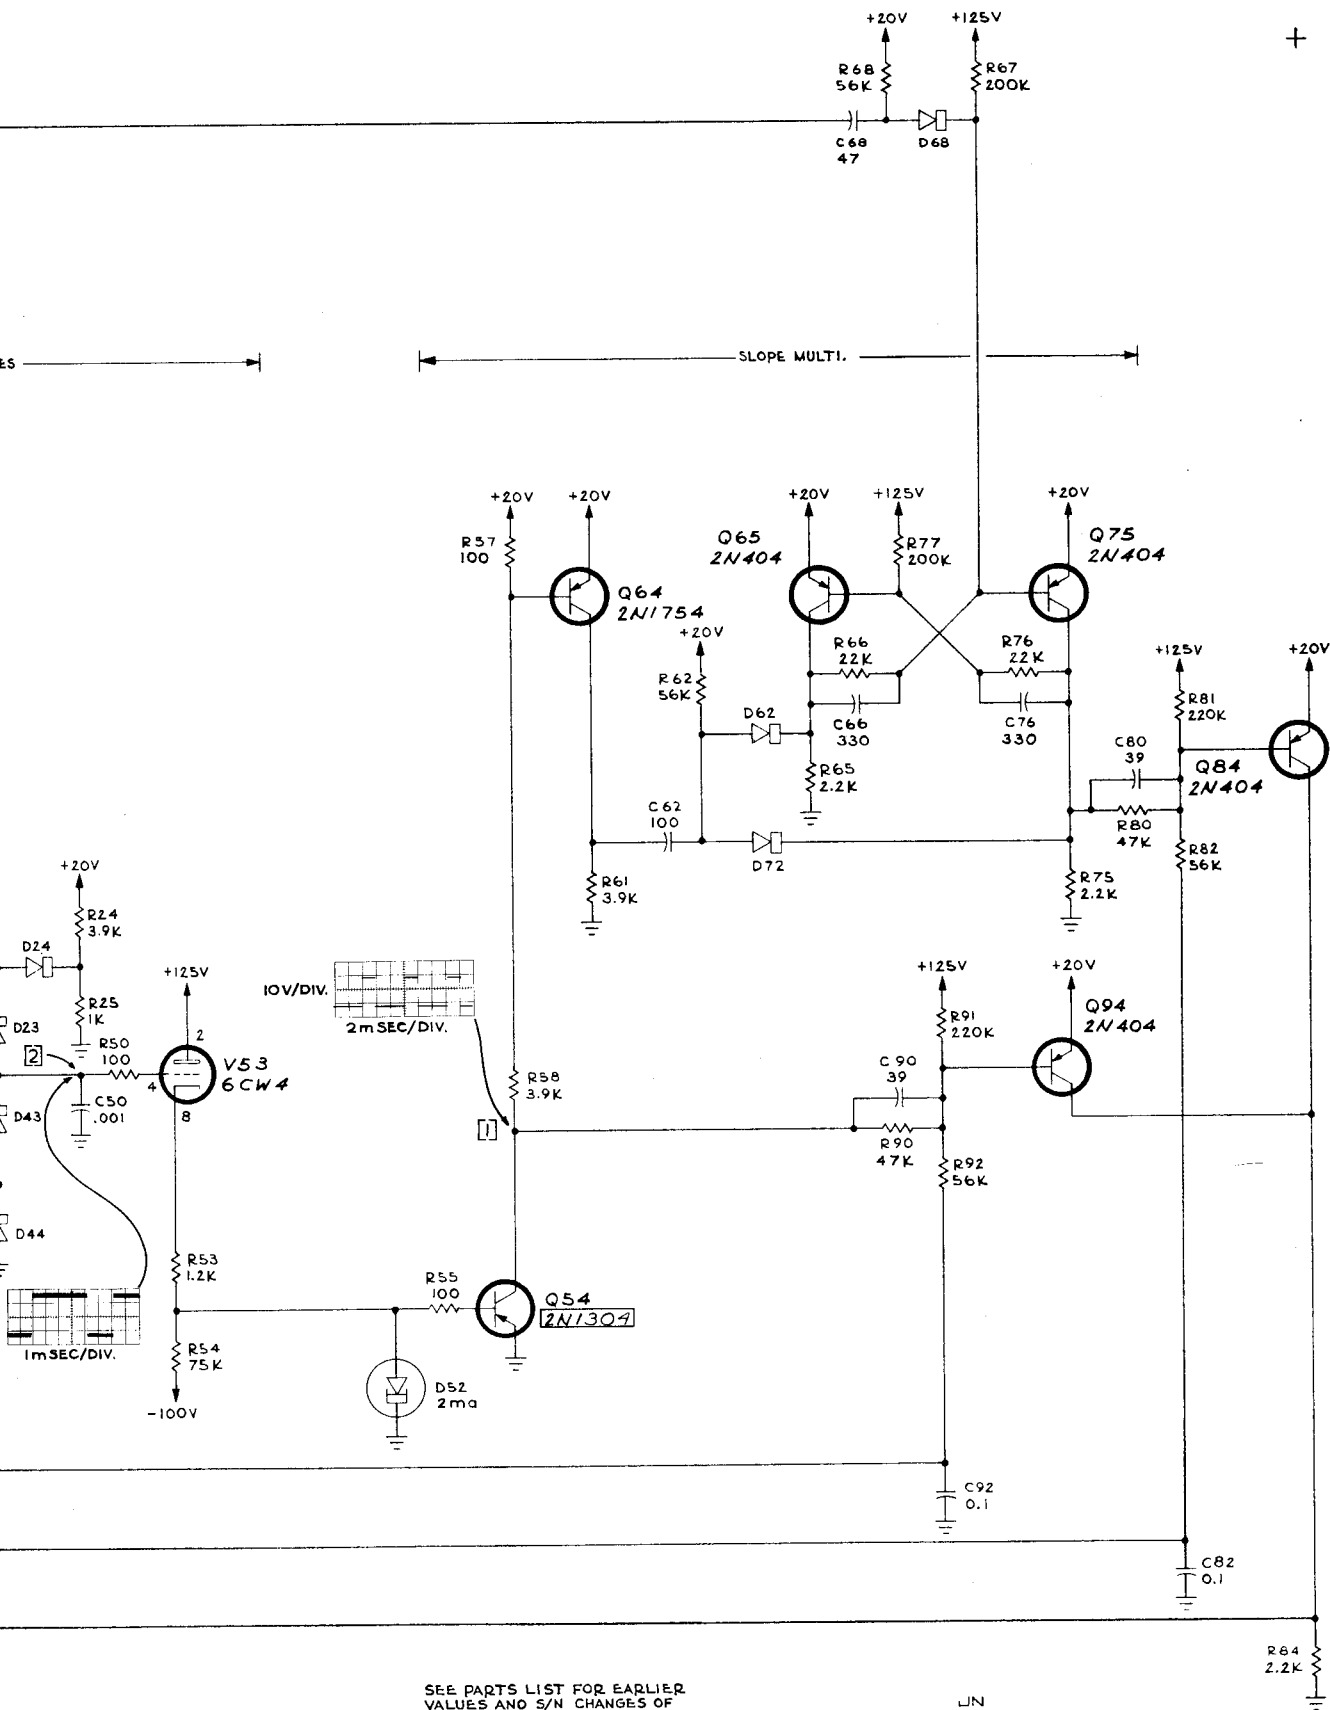 +20V
+125V
+
R68
56K
R67
200K
C68
47
D68
ES
SLOPE MULTI.
+20V
+20V
R57
100
Q64
2N1754
+20V
+125V
Q65
2N404
R77
200K
+20V
Q75
2N404
+20V
R62
56K
D62
R66
22K
C66
330
R76
22K
C76
330
R65
2.2K
C62
100
D72
R61
3.9K
R75
2.2K
+125V
R81
220K
+20V
C80
39
Q84
2N404
R80
47K
R82
56K
+20V
R24
3.9K
D24
R25
1K
D23
2
R50
100
+125V
2
4
8
V53
6CW4
C50
.001
D43
D44
10V/DIV.
2mSEC/DIV.
1
R58
3.9K
+125V
R91
220K
+20V
Q94
2N404
C90
39
R90
47K
R92
56K
R53
1.2K
R55
100
Q54
2N1304
1mSEC/DIV.
R54
75K
-100V
D52
2ma
C92
0.1
C82
0.1
R84
2.2K
SEE PARTS LIST FOR EARLIER
VALUES AND S/N CHANGES OF